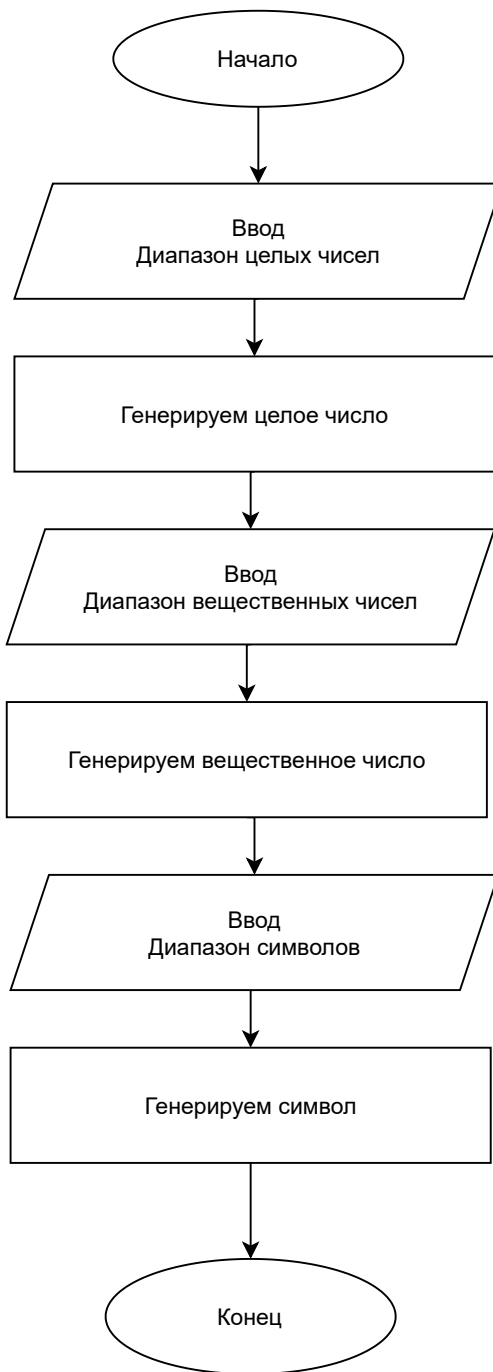 Начало
Ввод
Диапазон целых чисел
Генерируем целое число
Ввод
Диапазон вещественных чисел
Генерируем вещественное число
Ввод
Диапазон символов
Генерируем символ
Конец